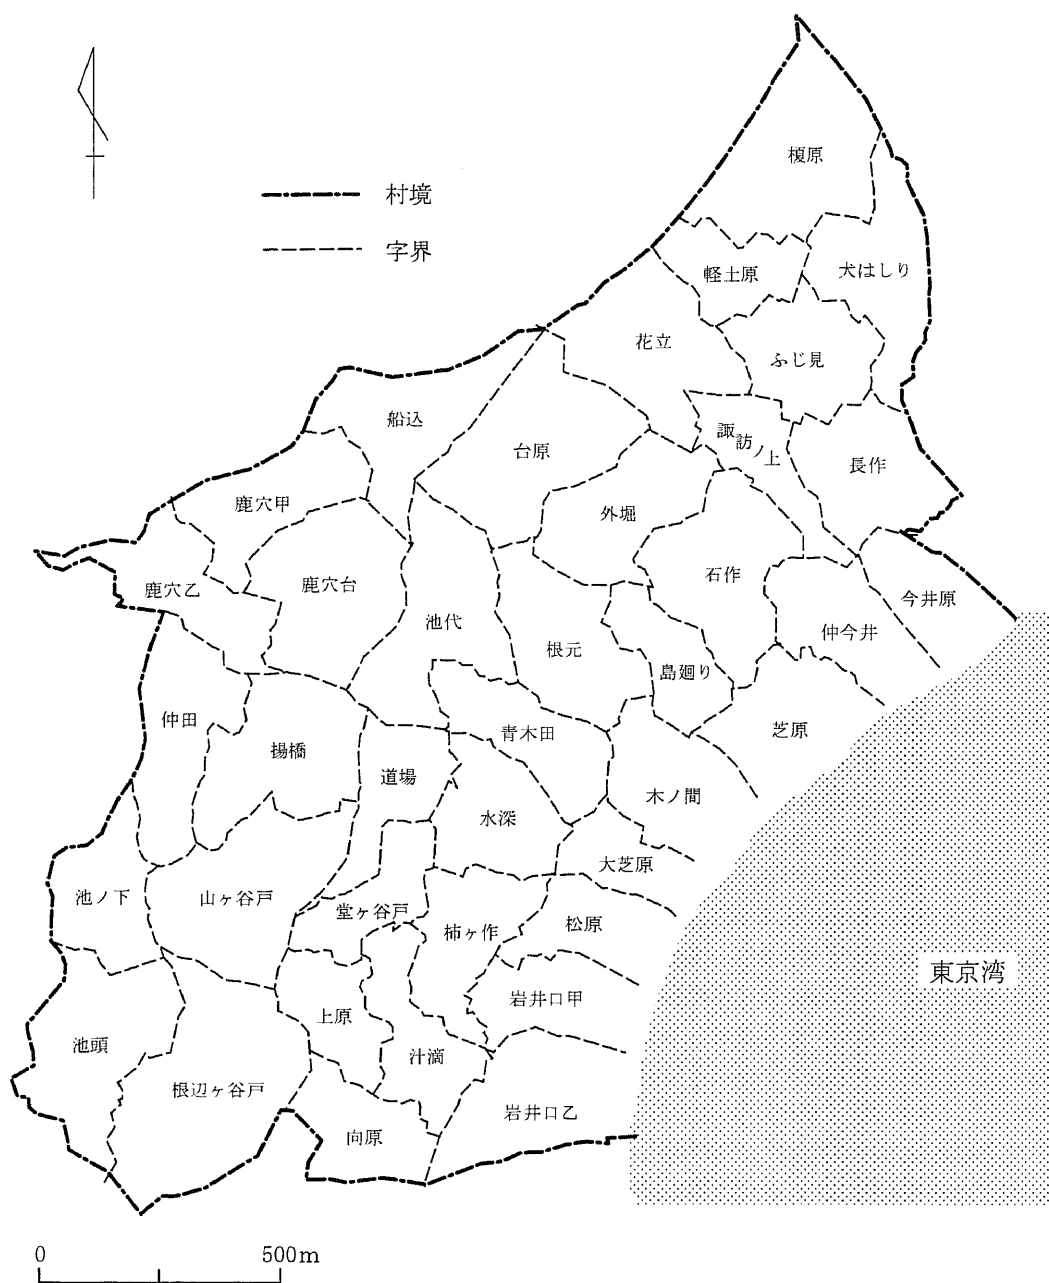 榎原
村境
字界
軽土原
犬はしり
花立
ふじ見
船込
諏訪ノ上
台原
長作
鹿穴甲
外堀
石作
鹿穴乙
鹿穴台
今井原
池代
仲今井
根元
島廻り
仲田
青木田
芝原
揚橋
道場
木ノ間
水深
大芝原
池ノ下
山ヶ谷戸
堂ヶ谷戸
柿ヶ作
松原
東京湾
岩井口甲
上原
池頭
汁滴
根辺ヶ谷戸
岩井口乙
向原
0
500m